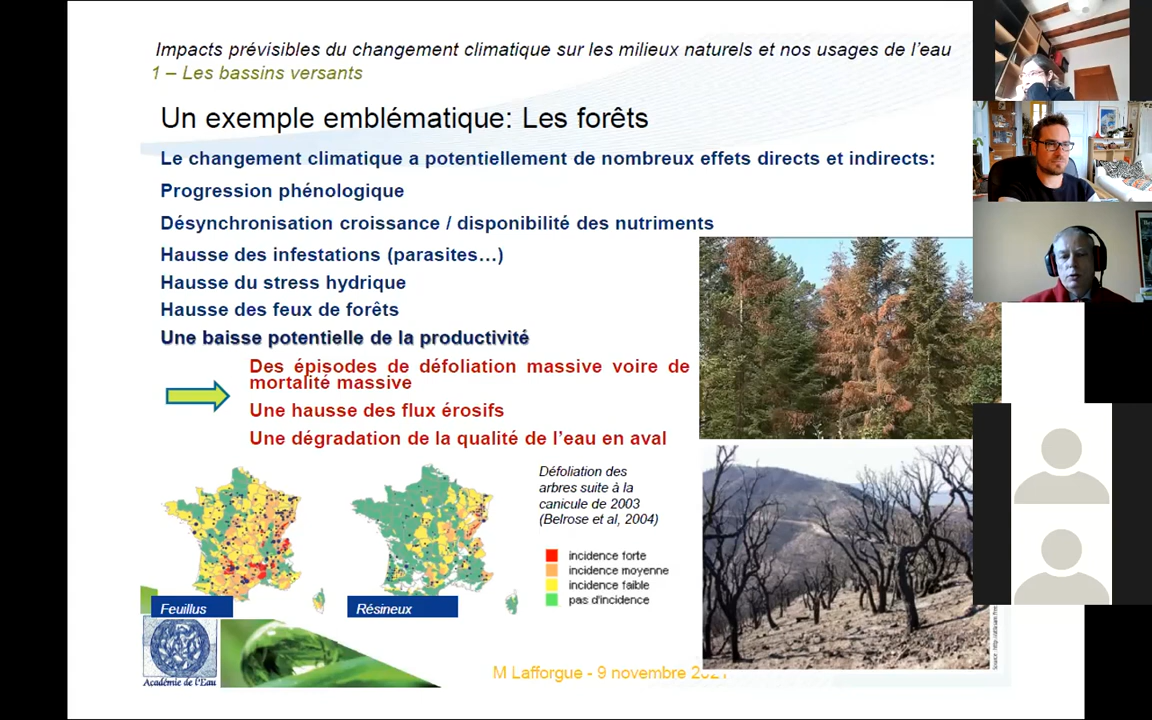 Impacts prévisibles du changement climatique sur les milieux naturels et nos usages de l'eau
1 – Les bassins versants
Un exemple emblématique: Les forêts
Le changement climatique a potentiellement de nombreux effets directs et indirects:
Progression phénologique
Désynchronisation croissance / disponibilité des nutriments
Hausse des infestations (parasites…)
Hausse du stress hydrique
Hausse des feux de forêts
Une baisse potentielle de la productivité
Des épisodes de défoliation massive voire de
mortalité massive
Une hausse des flux érosifs
Une dégradation de la qualité de l'eau en aval
Défoliation des
arbres suite à la
canicule de 2003
(Belrose et al, 2004)
incidence forte
incidence moyenne
incidence faible
pas d'incidence
Feuillus
Résineux
Académie de l'Eau
M Lafforgue - 9 novembre 2021